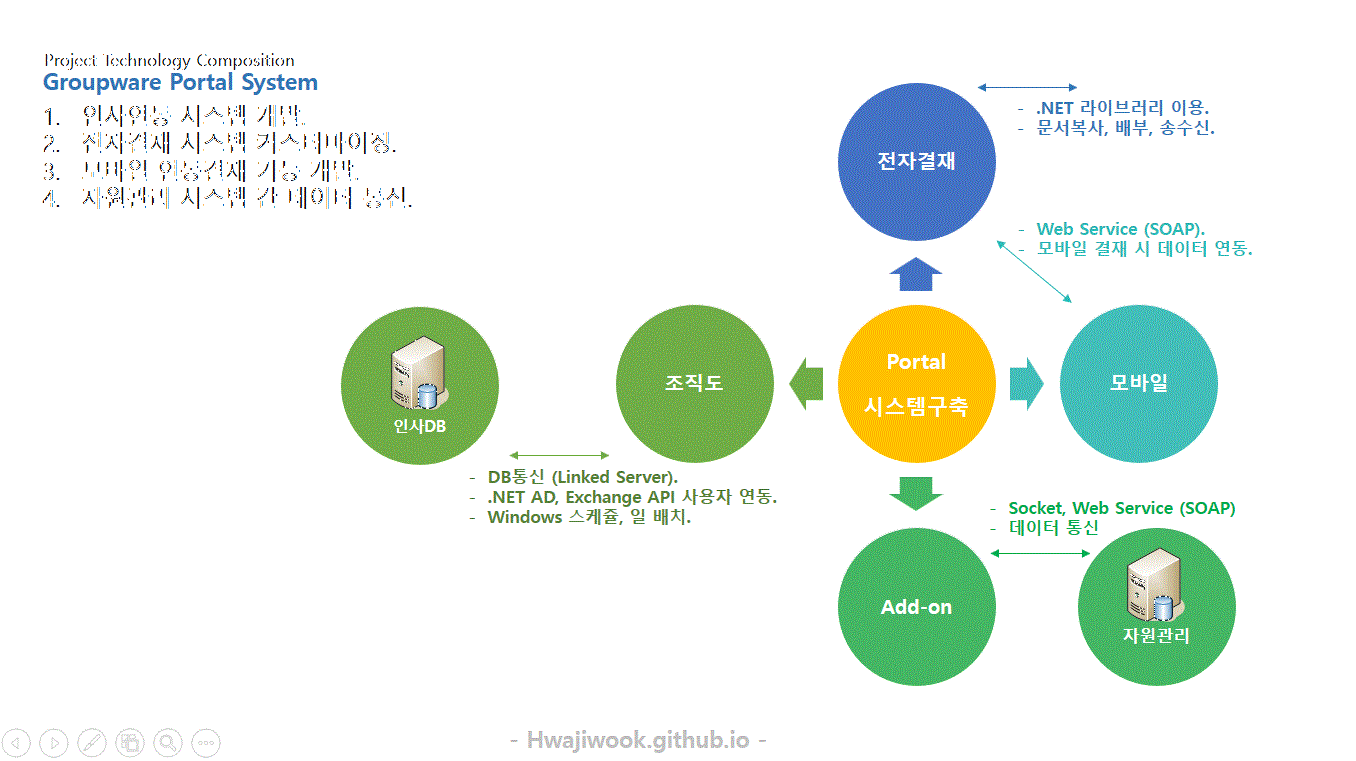 Project Technology Composition
Groupware Portal System
1. 인사연동 시스템 개발.
2. 전자결재 시스템 커스터마이징.
3. 모바일 연동결재 기능 개발.
4. 자원관리 시스템 간 데이터 통신.
- .NET 라이브러리 이용.
- 문서복사, 배부, 송수신.
전자결재
- Web Service (SOAP).
- 모바일 결재 시 데이터 연동.
인사DB
조직도
Portal
시스템구축
모바일
- DB통신 (Linked Server).
- .NET AD, Exchange API 사용자 연동.
- Windows 스케쥴, 일 배치.
- Socket, Web Service (SOAP)
- 데이터 통신
Add-on
자원관리
- Hwajiwook.github.io -